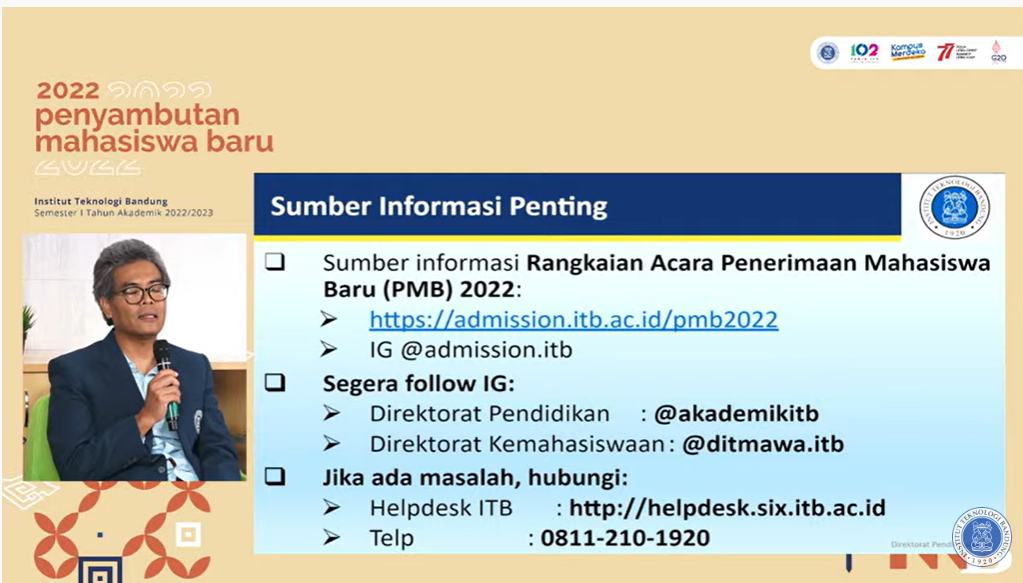 102
Kampus
Merdeka
77
G20
2022
penyambutan
mahasiswa baru
2022
Institut Teknologi Bandung
Semester I Tahun Akademik 2022/2023
Sumber Informasi Penting
INSTITUT TEKNOLOGI BANDUNG
1920
Sumber informasi Rangkaian Acara Penerimaan Mahasiswa
Baru (PMB) 2022:
https://admission.itb.ac.id/pmb2022
IG @admission.itb
Segera follow IG:
Direktorat Pendidikan : @akademikitb
Direktorat Kemahasiswaan : @ditmawa.itb
Jika ada masalah, hubungi:
Helpdesk ITB : http://helpdesk.six.itb.ac.id
Telp : 0811-210-1920
Direktorat
INSTITUT TEKNOLOGI BANDUNG
1920